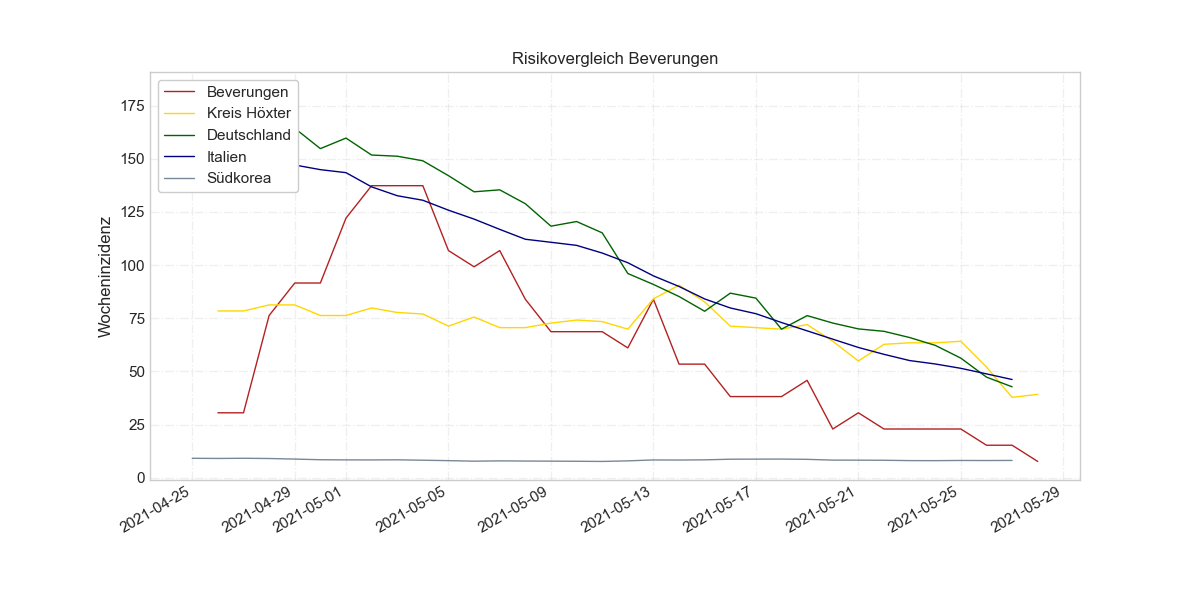 Risikovergleich Beverungen
Beverungen
Kreis Höxter
Deutschland
Italien
Südkorea
Wocheninzidenz
175
150
125
100
75
50
25
0
2021-04-25
2021-04-29
2021-05-01
2021-05-05
2021-05-09
2021-05-13
2021-05-17
2021-05-21
2021-05-25
2021-05-29